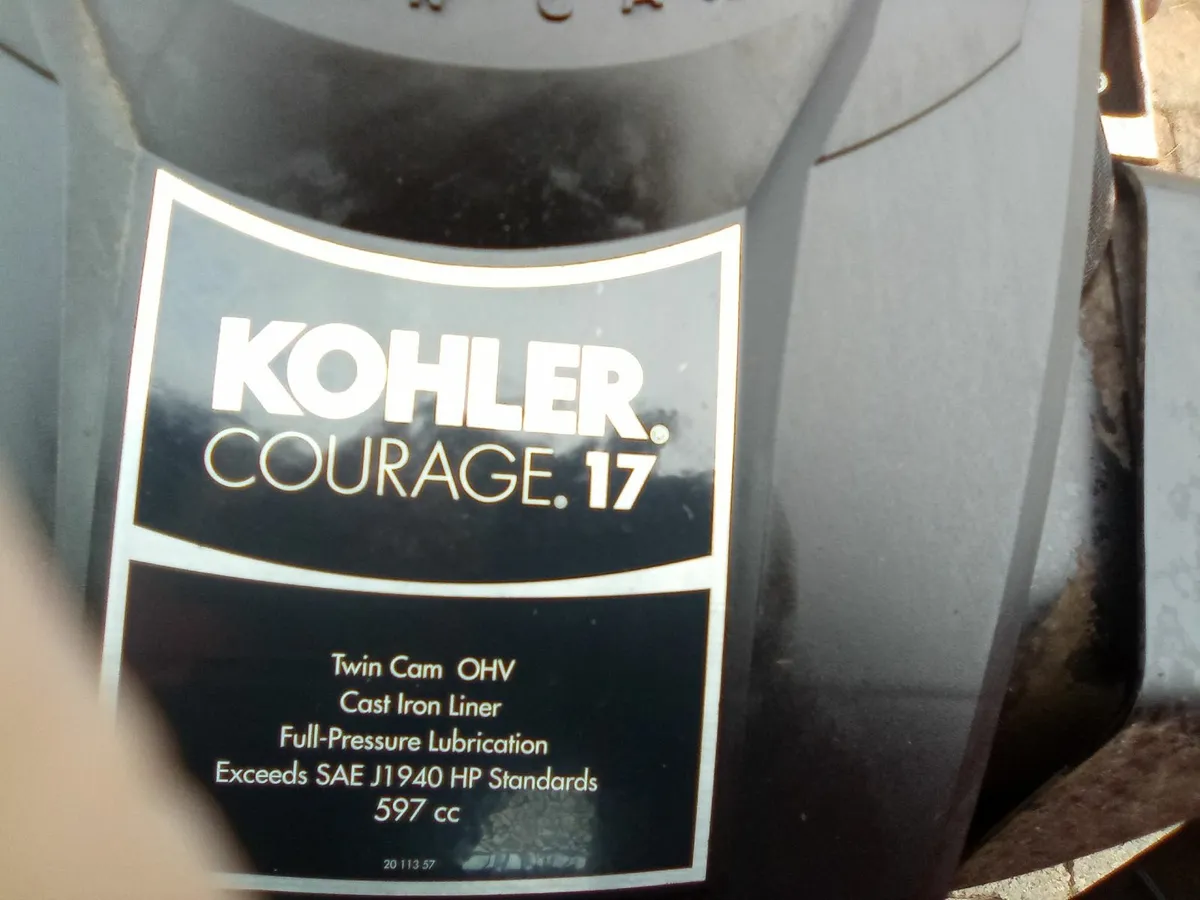 KOHLER.
COURAGE. 17
Twin Cam OHV
Cast Iron Liner
Full-Pressure Lubrication
Exceeds SAE J1940 HP Standards
597 cc
20 113 57